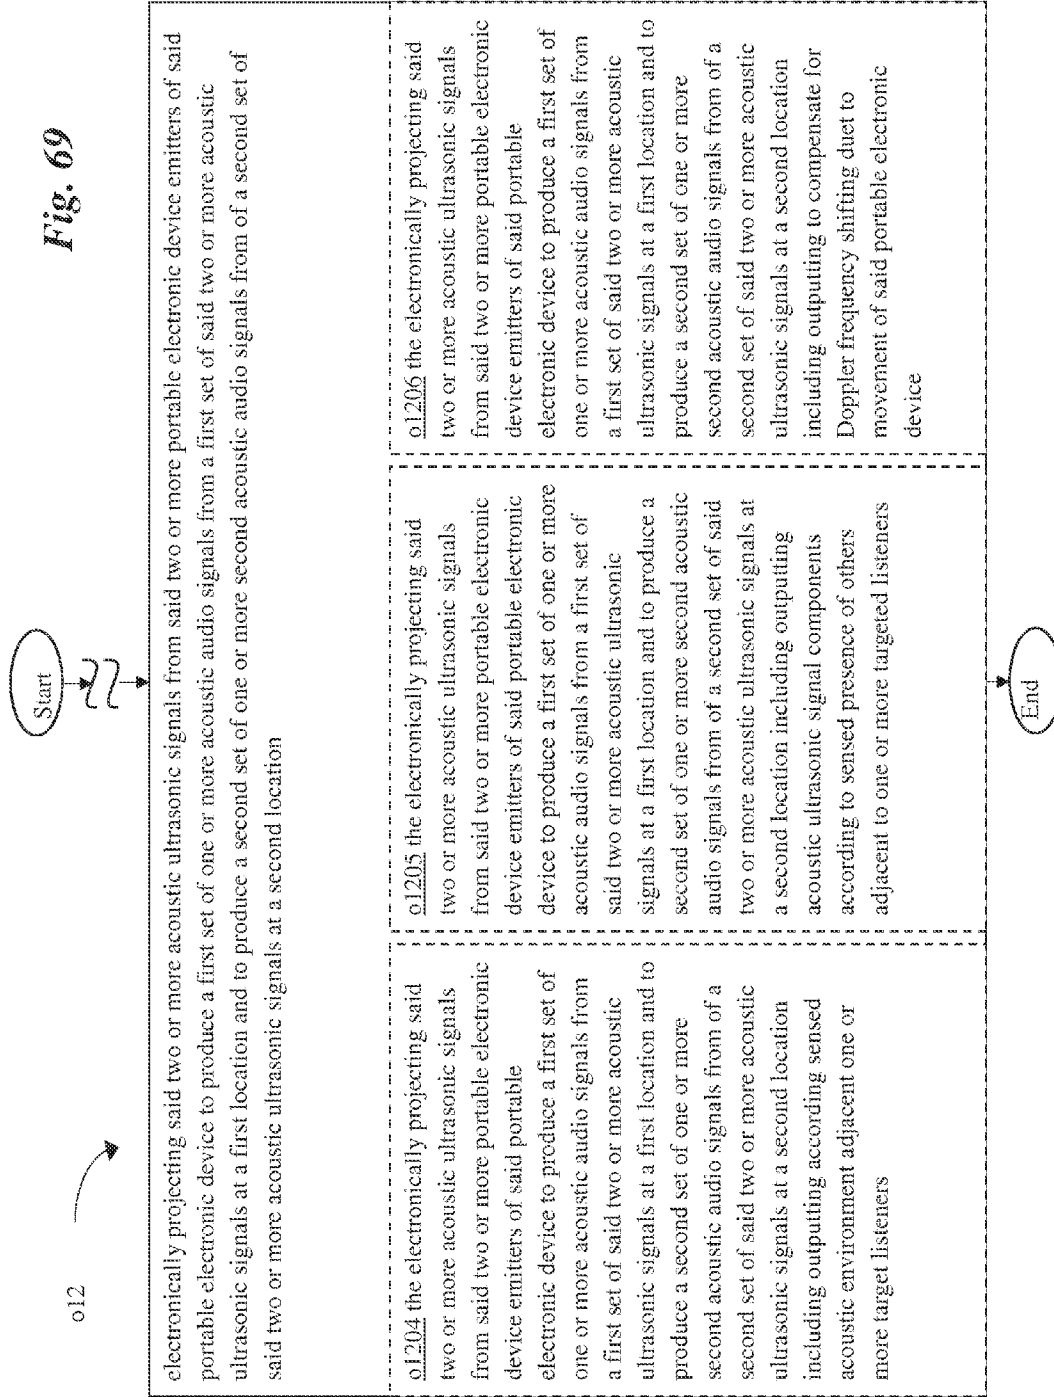 Fig. 69
o12
Start
electronically projecting said two or more acoustic ultrasonic signals from said two or more portable electronic device emitters of said
portable electronic device to produce a first set of one or more acoustic audio signals from a first set of said two or more acoustic
ultrasonic signals at a first location and to produce a second set of one or more second acoustic audio signals from of a second set of
said two or more acoustic ultrasonic signals at a second location
o1204 the electronically projecting said
two or more acoustic ultrasonic signals
from said two or more portable electronic
device emitters of said portable
electronic device to produce a first set of
one or more acoustic audio signals from
a first set of said two or more acoustic
ultrasonic signals at a first location and to
produce a second set of one or more
second acoustic audio signals from of a
second set of said two or more acoustic
ultrasonic signals at a second location
including outputting according sensed
acoustic environment adjacent one or
more target listeners
o1205 the electronically projecting said
two or more acoustic ultrasonic signals
from said two or more portable electronic
device emitters of said portable electronic
device to produce a first set of one or more
acoustic audio signals from a first set of
said two or more acoustic ultrasonic
signals at a first location and to produce a
second set of one or more second acoustic
audio signals from of a second set of said
two or more acoustic ultrasonic signals at
a second location including outputting
acoustic ultrasonic signal components
according to sensed presence of others
adjacent to one or more targeted listeners
o1206 the electronically projecting said
two or more acoustic ultrasonic signals
from said two or more portable electronic
device emitters of said portable
electronic device to produce a first set of
one or more acoustic audio signals from
a first set of said two or more acoustic
ultrasonic signals at a first location and to
produce a second set of one or more
second acoustic audio signals from of a
second set of said two or more acoustic
ultrasonic signals at a second location
including outputting to compensate for
Doppler frequency shifting duet to
movement of said portable electronic
device
End